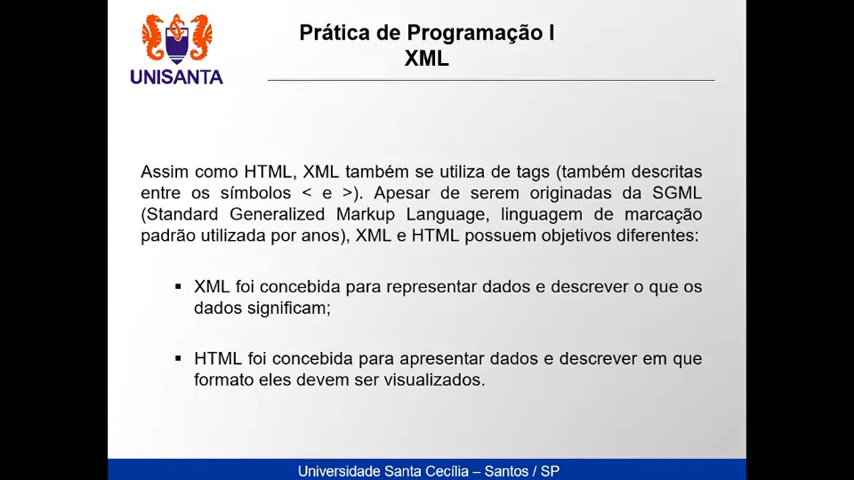 Prática de Programação I
XML
UNISANTA
Assim como HTML, XML também se utiliza de tags (também descritas
entre os símbolos < e >). Apesar de serem originadas da SGML
(Standard Generalized Markup Language, linguagem de marcação
padrão utilizada por anos), XML e HTML possuem objetivos diferentes:
▪ XML foi concebida para representar dados e descrever o que os
dados significam;
▪ HTML foi concebida para apresentar dados e descrever em que
formato eles devem ser visualizados.
Universidade Santa Cecília – Santos / SP